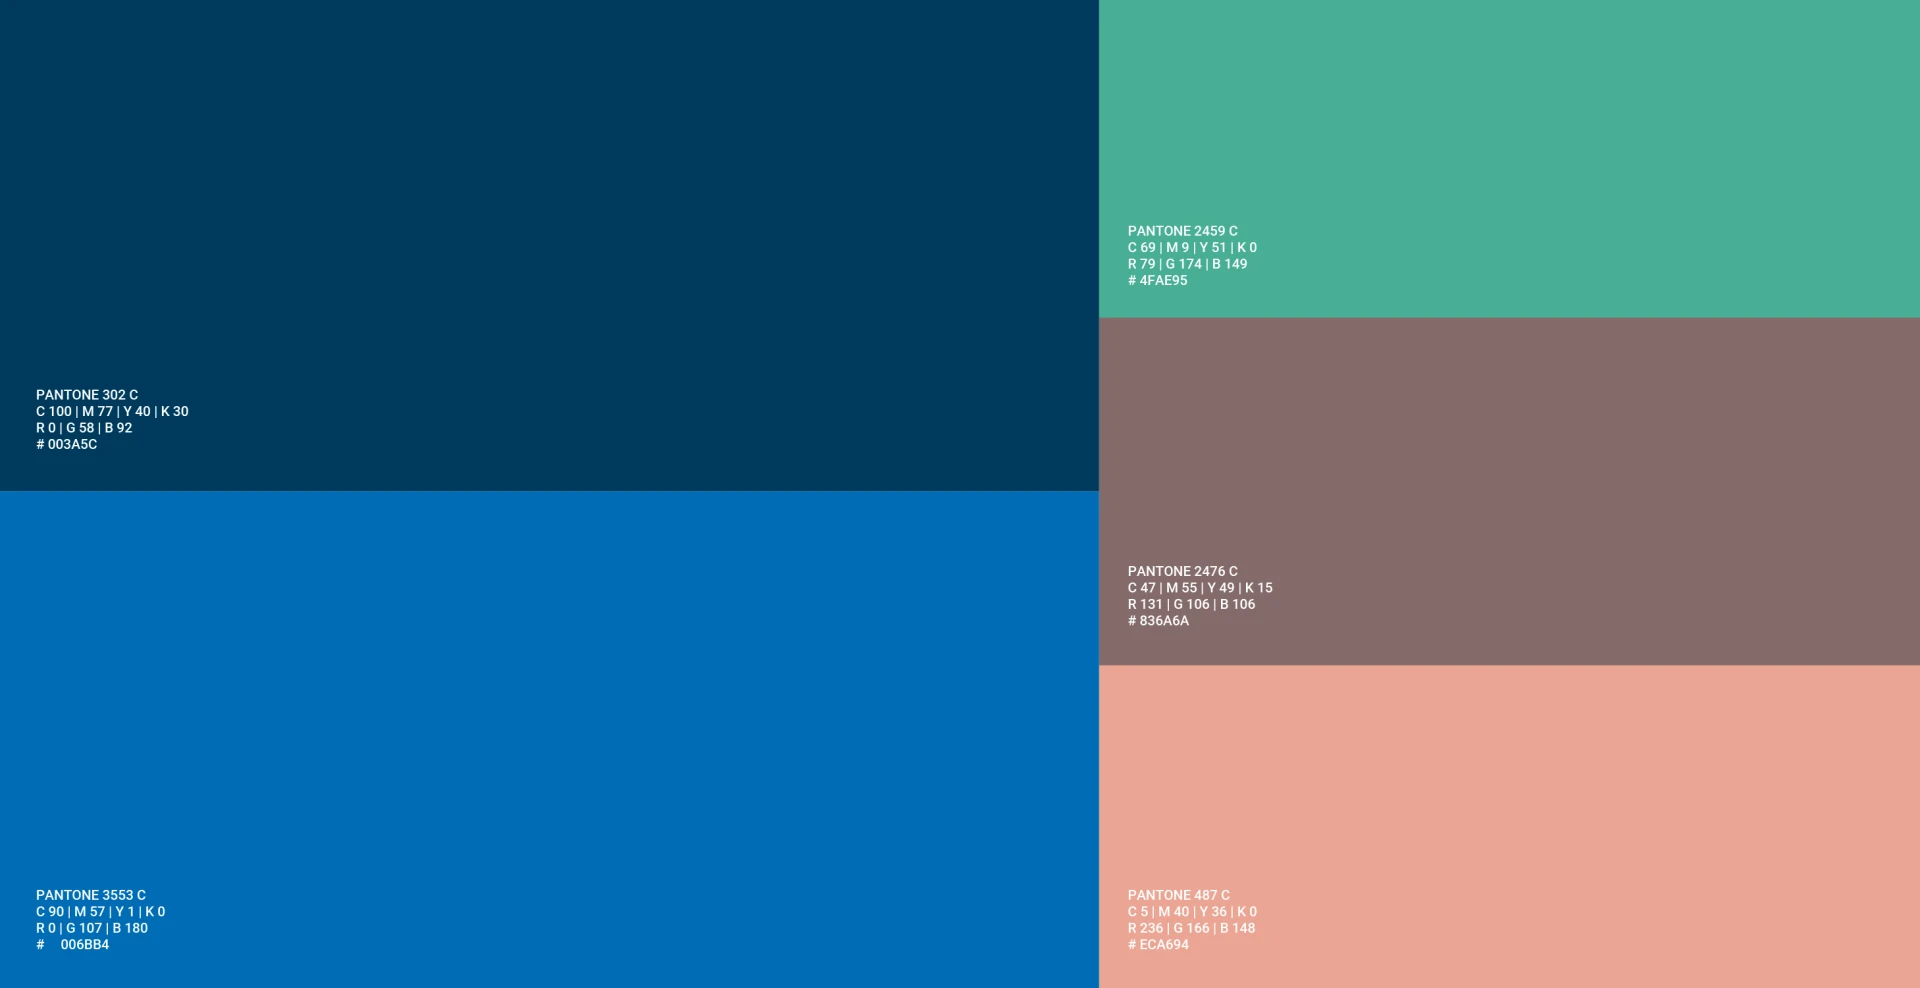 PANTONE 302 C
C 100 | M 77 | Y 40 | K 30
R 0 | G 58 | B 92
# 003A5C
PANTONE 3553 C
C 90 | M 57 | Y 1 | K 0
R 0 | G 107 | B 180
# 006BB4
PANTONE 2459 C
C 69 | M 9 | Y 51 | K 0
R 79 | G 174 | B 149
# 4FAE95
PANTONE 2476 C
C 47 | M 55 | Y 49 | K 15
R 131 | G 106 | B 106
# 836A6A
PANTONE 487 C
C 5 | M 40 | Y 36 | K 0
R 236 | G 166 | B 148
# ECA694